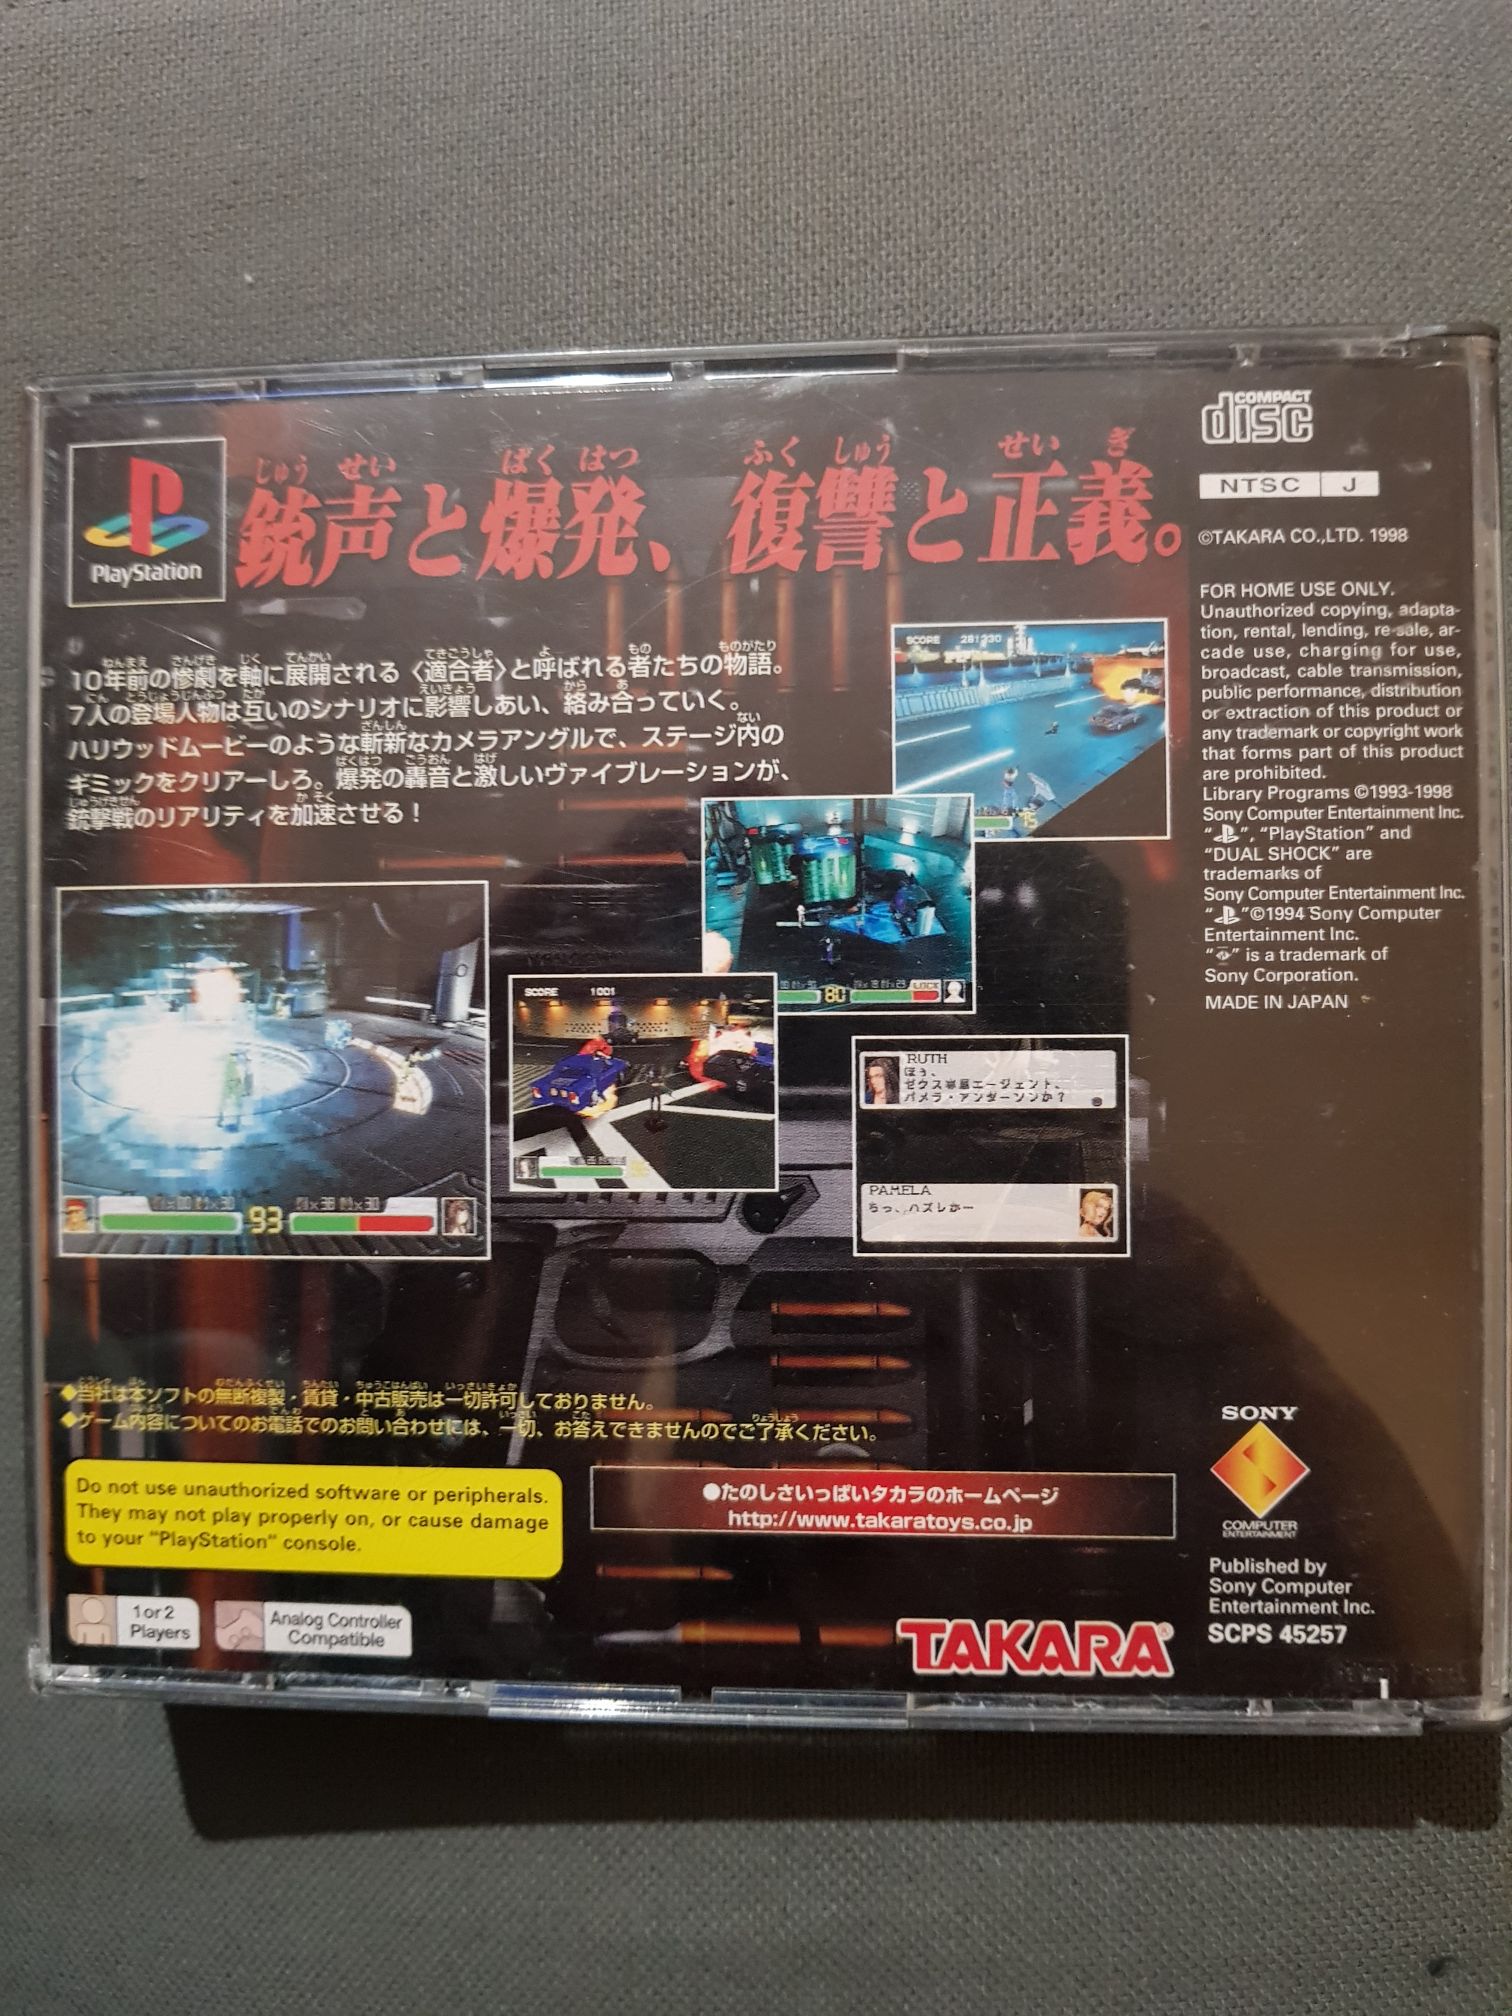 PlayStation
銃声と爆発、復讐と正義。
10年前の惨劇を軸に展開される〈適合者〉と呼ばれる者たちの物語。
7人の登場人物は互いのシナリオに影響しあい、絡み合っていく。
ハリウッドムービーのような斬新なカメラアングルで、ステージ内の
ギミックをクリアーしろ。爆発の轟音と激しいヴァイブレーションが、
銃撃戦のリアリティを加速させる！
SCORE 281230
75
80
LOCK
SCORE 1001
93
RUTH
ほう、
ゼクス専属エージェント、
パメラ・アンダーソンか？
PAMELA
ちっ、ハズレかー
◆当社は本ソフトの無断複製・賃貸・中古販売は一切許可しておりません。
◆ゲーム内容についてのお電話でのお問い合わせには、一切、お答えできませんのでご了承ください。
Do not use unauthorized software or peripherals.
They may not play properly on, or cause damage
to your "PlayStation" console.
●たのしさいっぱいタカラのホームページ
http://www.takaratoys.co.jp
1 or 2
Players
Analog Controller
Compatible
TAKARA®
COMPACT
disc
NTSC J
©TAKARA CO.,LTD. 1998
FOR HOME USE ONLY.
Unauthorized copying, adapta-
tion, rental, lending, re-sale, ar-
cade use, charging for use,
broadcast, cable transmission,
public performance, distribution
or extraction of this product or
any trademark or copyright work
that forms part of this product
are prohibited.
Library Programs ©1993-1998
Sony Computer Entertainment Inc.
“ ”, “PlayStation” and
“DUAL SHOCK” are
trademarks of
Sony Computer Entertainment Inc.
“ ”©1994 Sony Computer
Entertainment Inc.
“ ” is a trademark of
Sony Corporation.
MADE IN JAPAN
SONY
COMPUTER
ENTERTAINMENT
Published by
Sony Computer
Entertainment Inc.
SCPS 45257